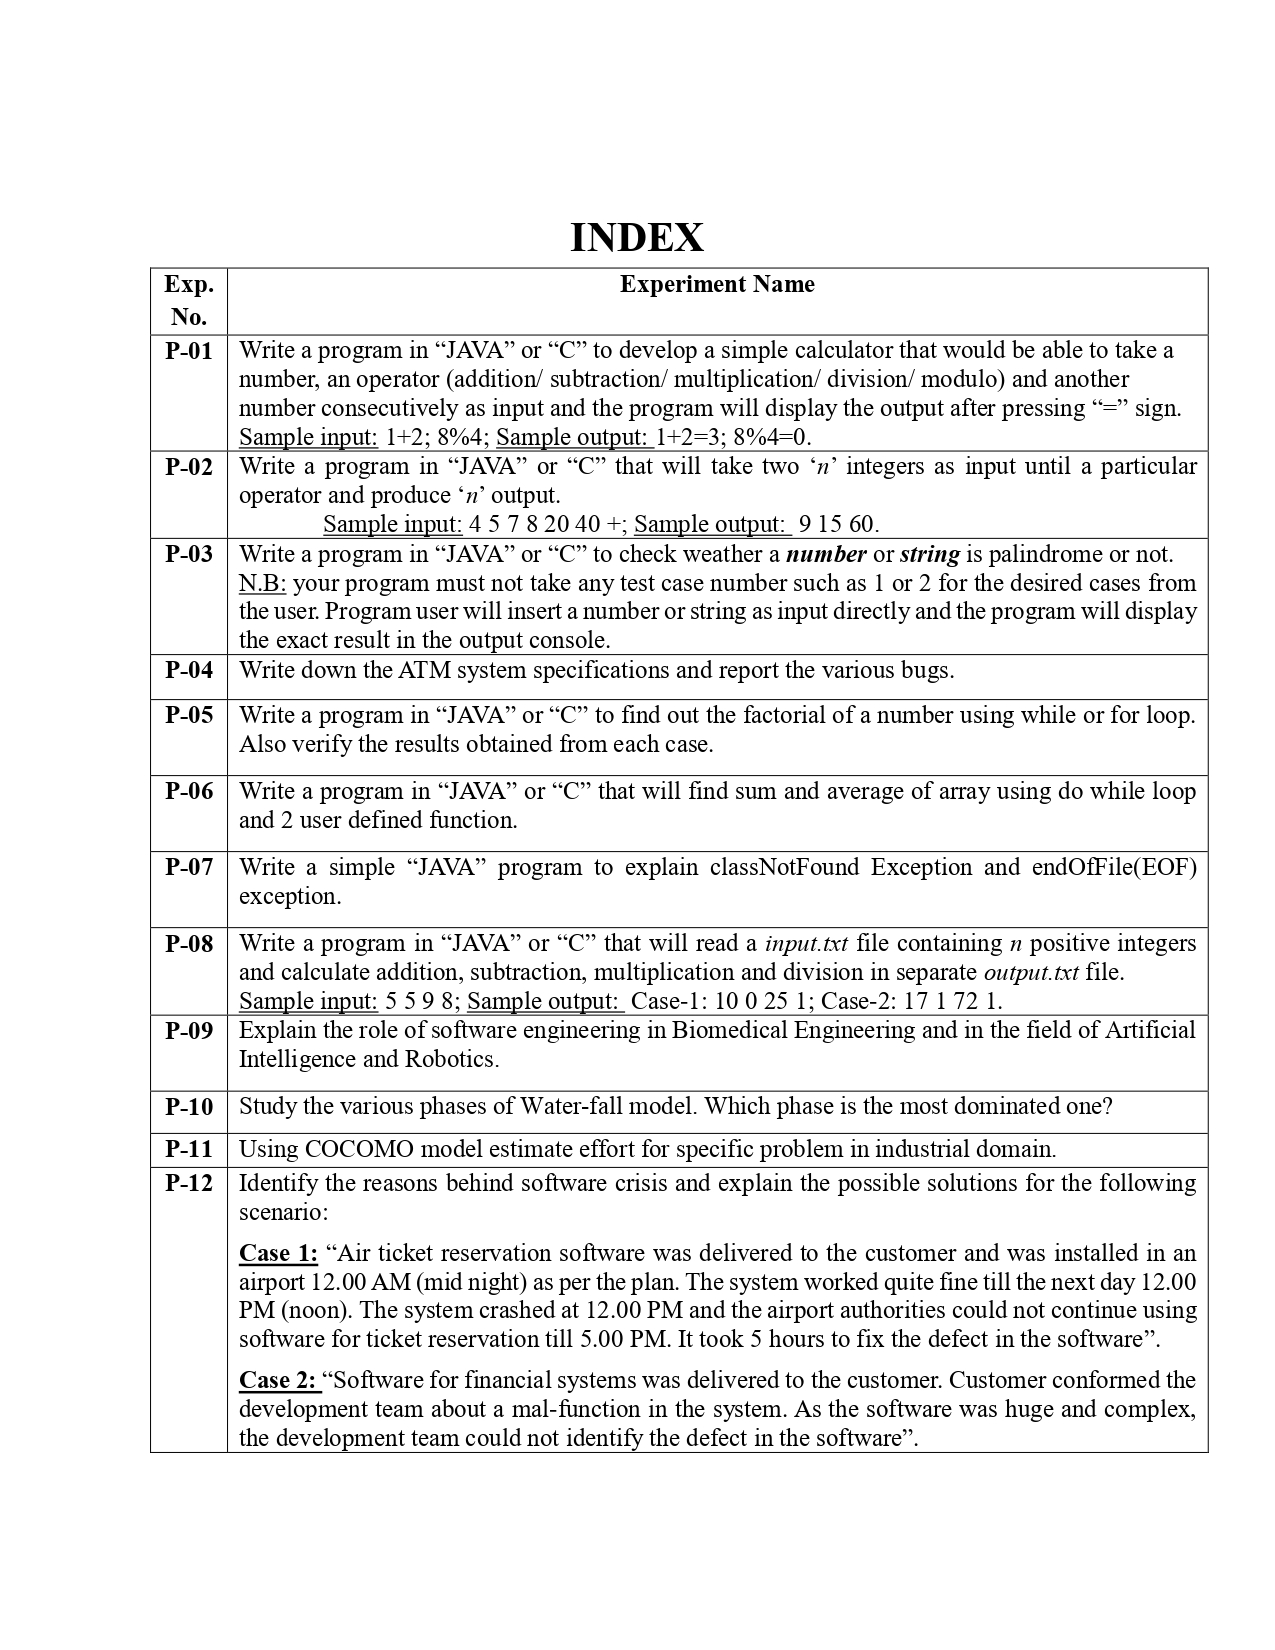 INDEX
Exp.
No.
Experiment Name
P-01
Write a program in “JAVA” or “C” to develop a simple calculator that would be able to take a
number, an operator (addition/ subtraction/ multiplication/ division/ modulo) and another
number consecutively as input and the program will display the output after pressing “=” sign.
Sample input: 1+2; 8%4; Sample output: 1+2=3; 8%4=0.
P-02
Write a program in “JAVA” or “C” that will take two ‘n’ integers as input until a particular
operator and produce ‘n’ output.
Sample input: 4 5 7 8 20 40 +; Sample output: 9 15 60.
P-03
Write a program in “JAVA” or “C” to check weather a number or string is palindrome or not.
N.B: your program must not take any test case number such as 1 or 2 for the desired cases from
the user. Program user will insert a number or string as input directly and the program will display
the exact result in the output console.
P-04
Write down the ATM system specifications and report the various bugs.
P-05
Write a program in “JAVA” or “C” to find out the factorial of a number using while or for loop.
Also verify the results obtained from each case.
P-06
Write a program in “JAVA” or “C” that will find sum and average of array using do while loop
and 2 user defined function.
P-07
Write a simple “JAVA” program to explain classNotFound Exception and endOfFile(EOF)
exception.
P-08
Write a program in “JAVA” or “C” that will read a input.txt file containing n positive integers
and calculate addition, subtraction, multiplication and division in separate output.txt file.
Sample input: 5 5 9 8; Sample output: Case-1: 10 0 25 1; Case-2: 17 1 72 1.
P-09
Explain the role of software engineering in Biomedical Engineering and in the field of Artificial
Intelligence and Robotics.
P-10
Study the various phases of Water-fall model. Which phase is the most dominated one?
P-11
Using COCOMO model estimate effort for specific problem in industrial domain.
P-12
Identify the reasons behind software crisis and explain the possible solutions for the following
scenario:
Case 1: “Air ticket reservation software was delivered to the customer and was installed in an
airport 12.00 AM (mid night) as per the plan. The system worked quite fine till the next day 12.00
PM (noon). The system crashed at 12.00 PM and the airport authorities could not continue using
software for ticket reservation till 5.00 PM. It took 5 hours to fix the defect in the software”.
Case 2: “Software for financial systems was delivered to the customer. Customer conformed the
development team about a mal-function in the system. As the software was huge and complex,
the development team could not identify the defect in the software”.